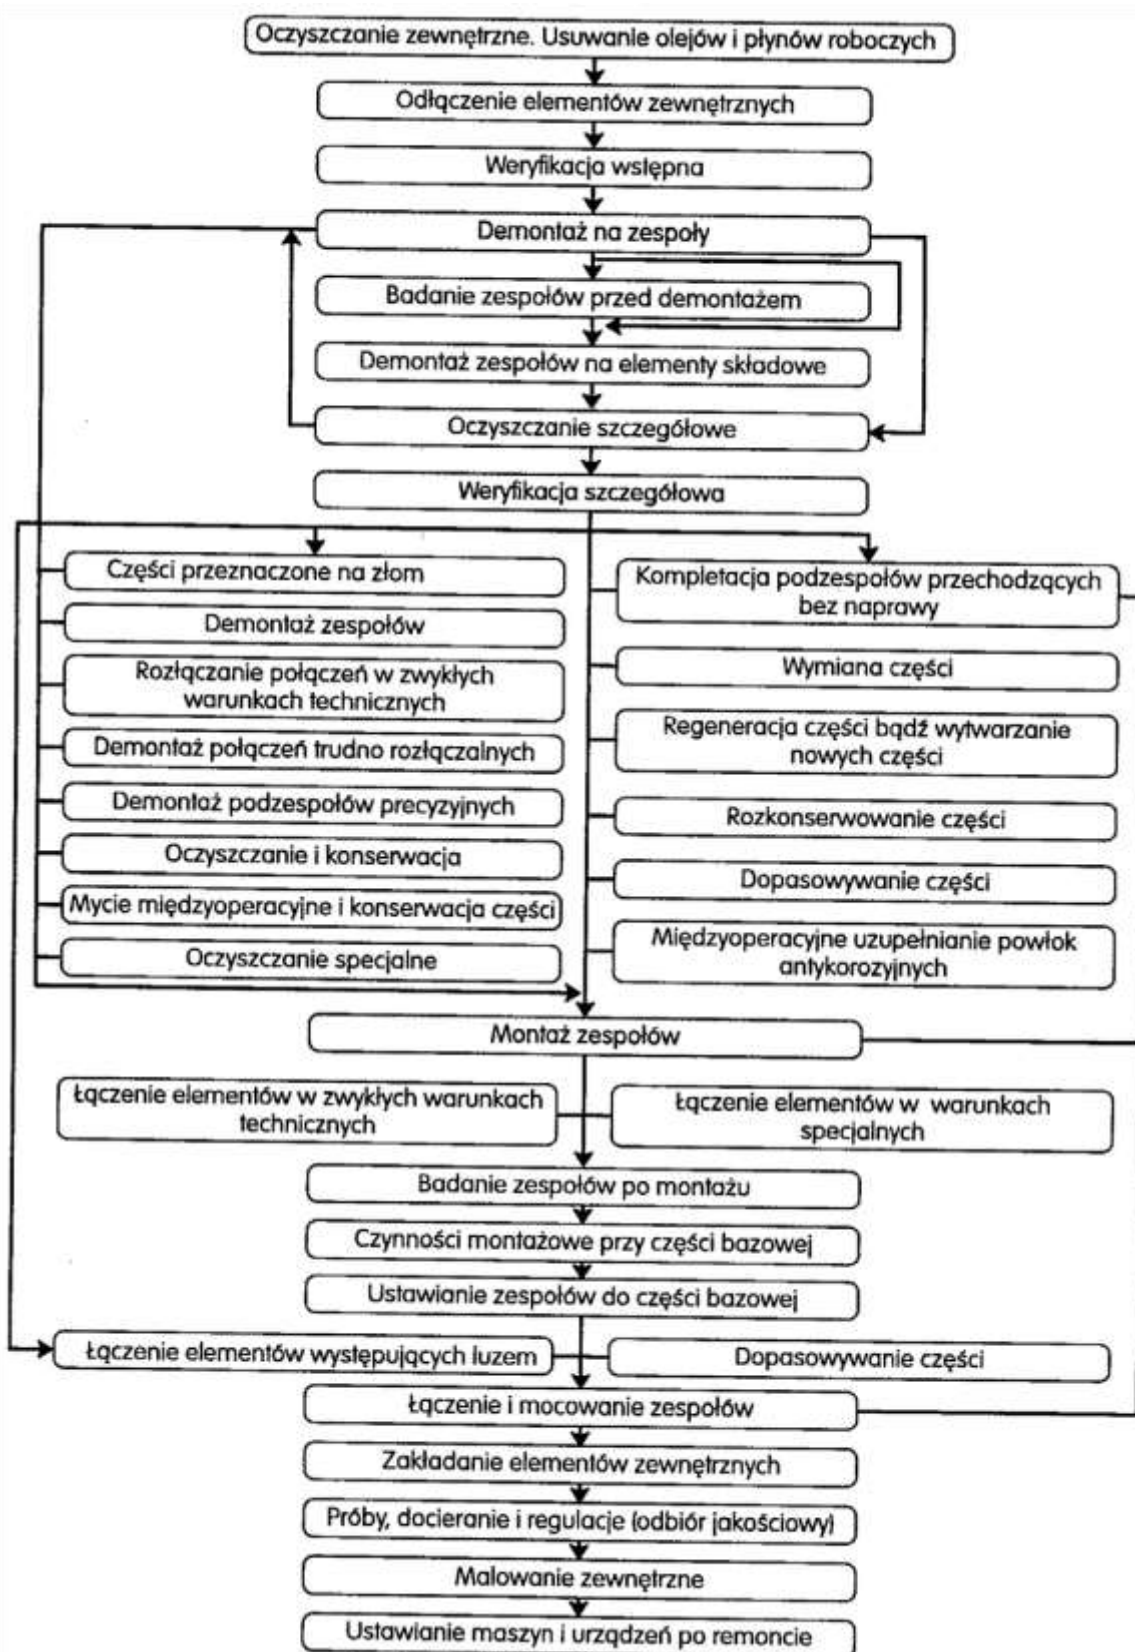 Oczyszczanie zewnętrzne. Usuwanie olejów i płynów roboczych
Odłączenie elementów zewnętrznych
Weryfikacja wstępna
Demontaż na zespoły
Badanie zespołów przed demontażem
Demontaż zespołów na elementy składowe
Oczyszczanie szczegółowe
Weryfikacja szczegółowa
Części przeznaczone na złom
Demontaż zespołów
Rozłączanie połączeń w zwykłych
warunkach technicznych
Demontaż połączeń trudno rozłączalnych
Demontaż podzespołów precyzyjnych
Oczyszczanie i konserwacja
Mycie międzyoperacyjne i konserwacja części
Oczyszczanie specjalne
Kompletacja podzespołów przechodzących
bez naprawy
Wymiana części
Regeneracja części bądź wytwarzanie
nowych części
Rozkonserwowanie części
Dopasowywanie części
Międzyoperacyjne uzupełnianie powłok
antykorozyjnych
Montaż zespołów
Łączenie elementów w zwykłych warunkach
technicznych
Łączenie elementów w warunkach
specjalnych
Badanie zespołów po montażu
Czynności montażowe przy części bazowej
Ustawianie zespołów do części bazowej
Łączenie elementów występujących luzem
Dopasowywanie części
Łączenie i mocowanie zespołów
Zakładanie elementów zewnętrznych
Próby, docieranie i regulacje (odbiór jakościowy)
Malowanie zewnętrzne
Ustawianie maszyn i urządzeń po remoncie